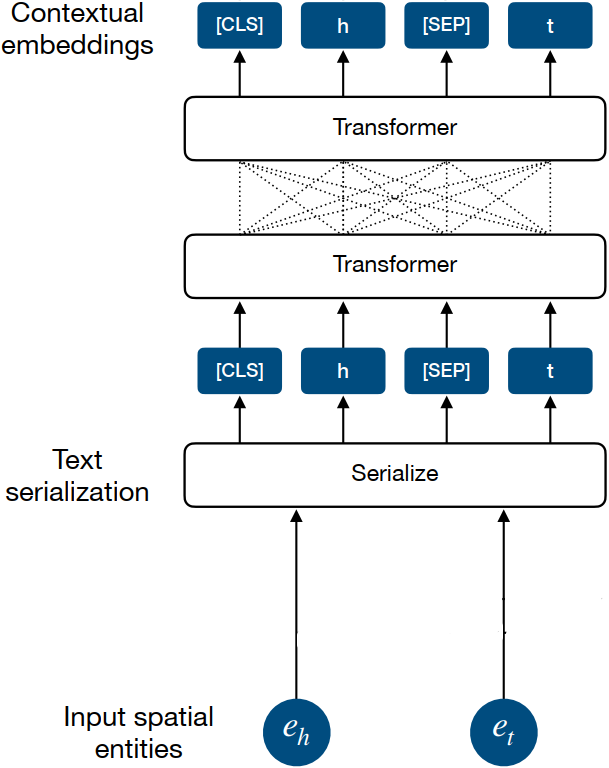 Contextual
embeddings
[CLS] h [SEP] t
Transformer
Transformer
[CLS] h [SEP] t
Text
serialization
Serialize
Input spatial
entities
e_h e_t